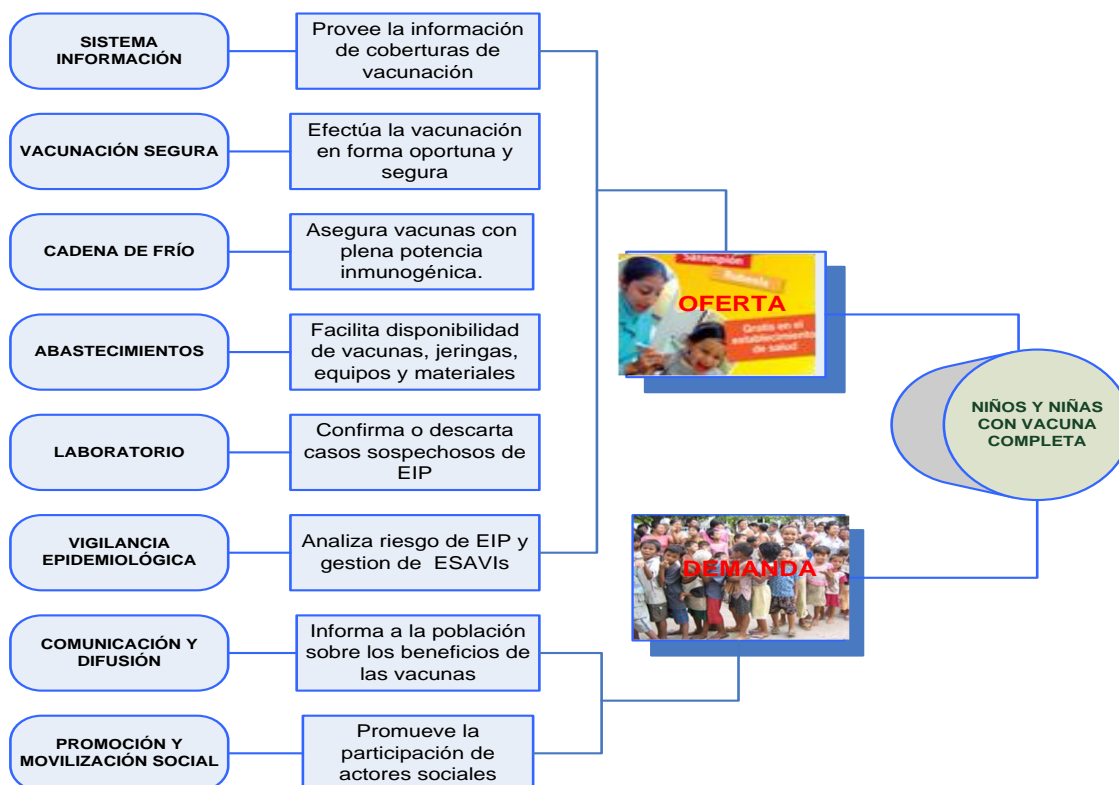 SISTEMA
INFORMACIÓN
Provee la información
de coberturas de
vacunación
VACUNACIÓN SEGURA
Efectúa la vacunación
en forma oportuna y
segura
CADENA DE FRÍO
Asegura vacunas con
plena potencia
inmunogénica.
ABASTECIMIENTOS
Facilita disponibilidad
de vacunas, jeringas,
equipos y materiales
LABORATORIO
Confirma o descarta
casos sospechosos de
EIP
VIGILANCIA
EPIDEMIOLÓGICA
Analiza riesgo de EIP y
gestion de ESAVIs
COMUNICACIÓN Y
DIFUSIÓN
Informa a la población
sobre los beneficios de
las vacunas
PROMOCIÓN Y
MOVILIZACIÓN SOCIAL
Promueve la
participación de
actores sociales
Sarampión
Rubeola
OFERTA
Gratis en el
establecimiento
de salud
DEMANDA
NIÑOS Y NIÑAS
CON VACUNA
COMPLETA